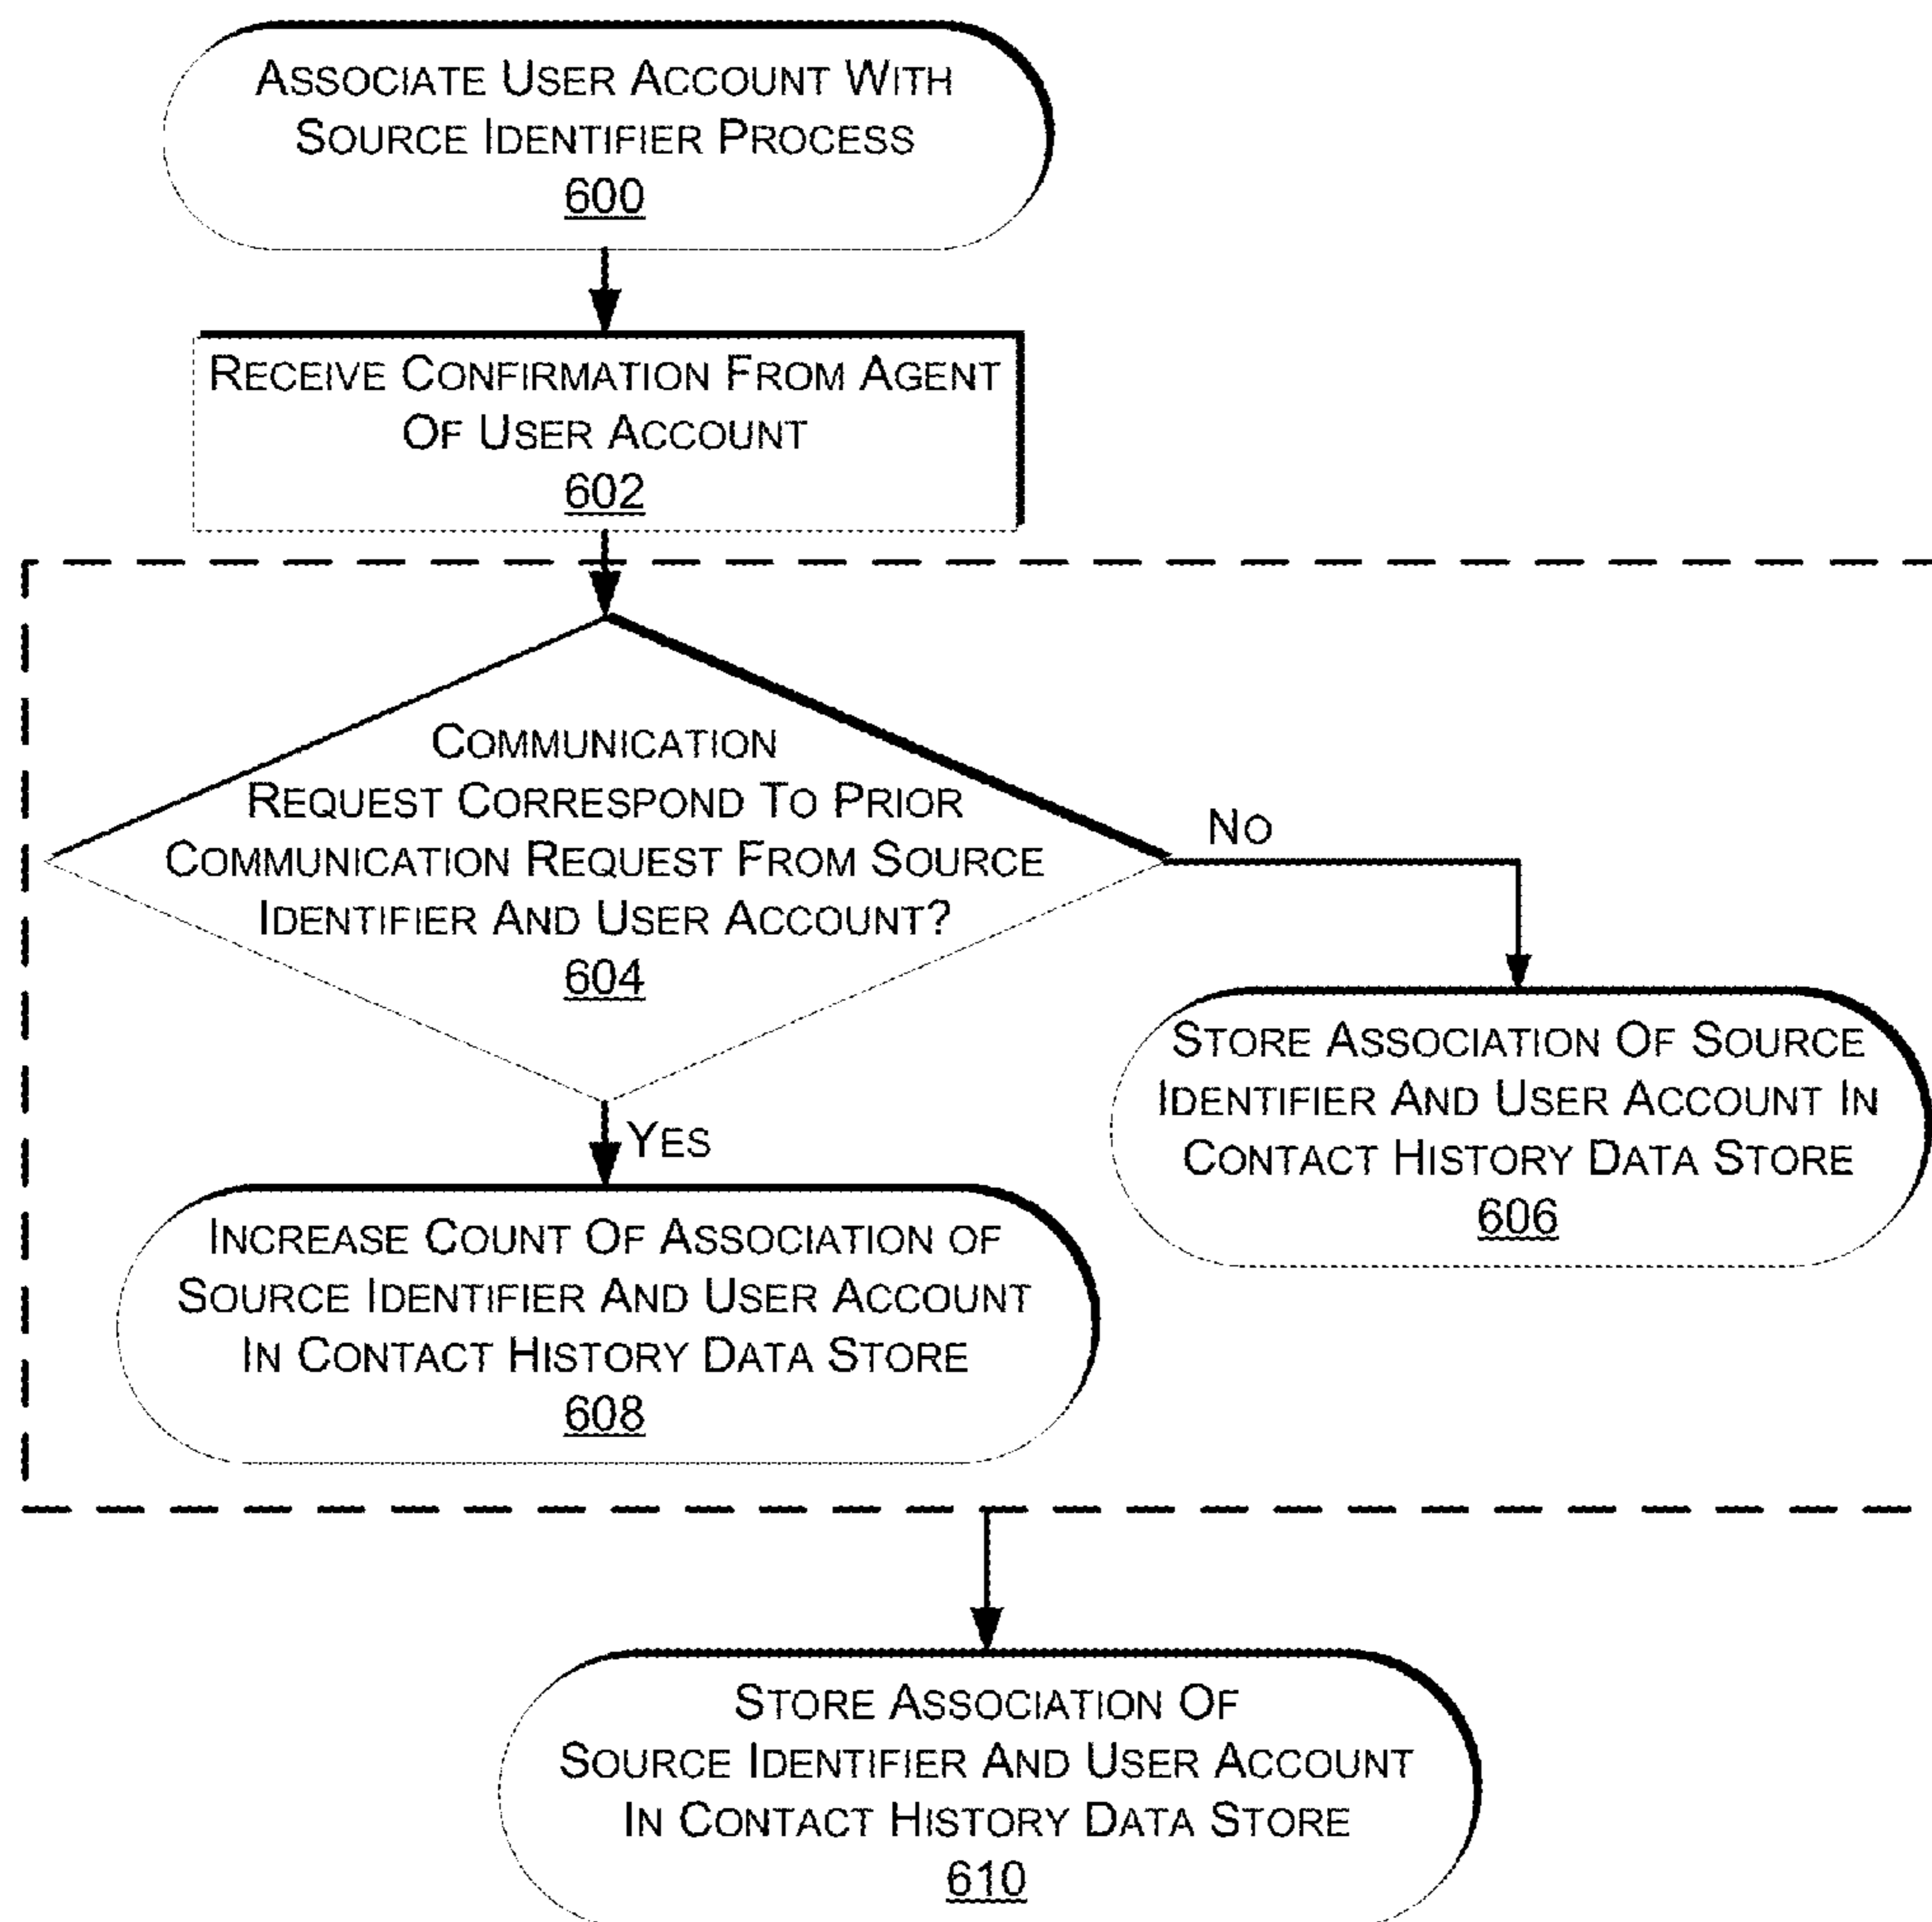 ASSOCIATE USER ACCOUNT WITH
SOURCE IDENTIFIER PROCESS
600
RECEIVE CONFIRMATION FROM AGENT
OF USER ACCOUNT
602
COMMUNICATION
REQUEST CORRESPOND TO PRIOR
COMMUNICATION REQUEST FROM SOURCE
IDENTIFIER AND USER ACCOUNT?
604
NO
YES
STORE ASSOCIATION OF SOURCE
IDENTIFIER AND USER ACCOUNT IN
CONTACT HISTORY DATA STORE
606
INCREASE COUNT OF ASSOCIATION OF
SOURCE IDENTIFIER AND USER ACCOUNT
IN CONTACT HISTORY DATA STORE
608
STORE ASSOCIATION OF
SOURCE IDENTIFIER AND USER ACCOUNT
IN CONTACT HISTORY DATA STORE
610